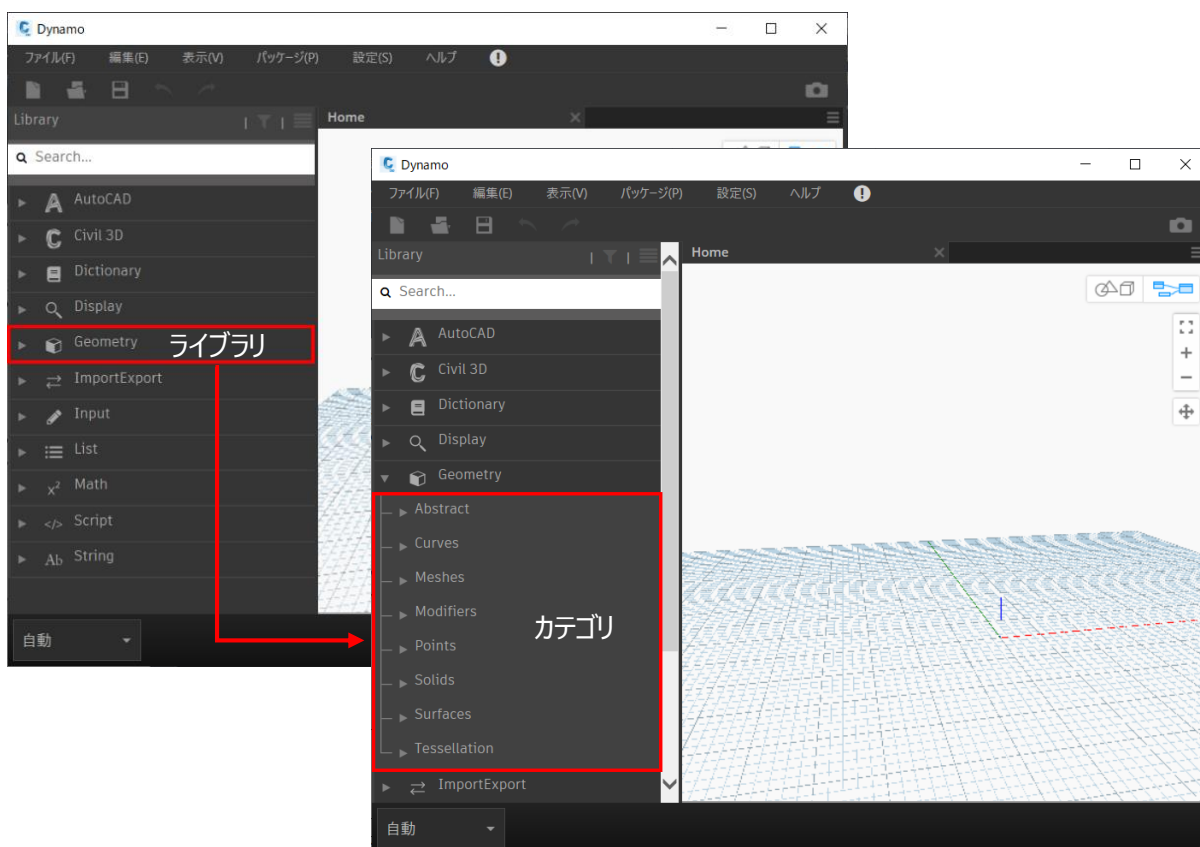 Dynamo
ファイル(F) 編集(E) 表示(V) パッケージ(P) 設定(S) ヘルプ
Library
Home
Search...
AutoCAD
Civil 3D
Dictionary
Display
Geometry
ライブラリ
ImportExport
Input
List
Math
Script
Ab String
自動
Dynamo
ファイル(F) 編集(E) 表示(V) パッケージ(P) 設定(S) ヘルプ
Library
Home
Search...
AutoCAD
Civil 3D
Dictionary
Display
Geometry
Abstract
Curves
Meshes
Modifiers
カテゴリ
Points
Solids
Surfaces
Tessellation
ImportExport
自動